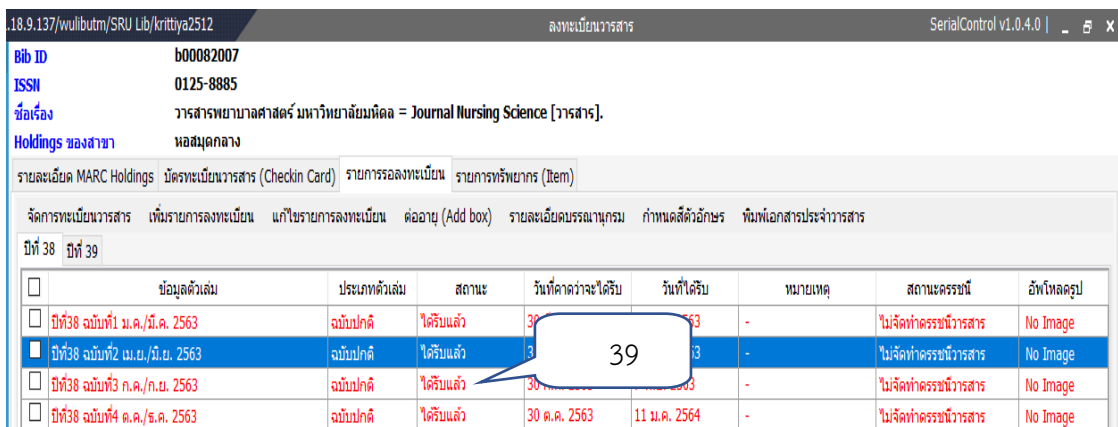 .18.9.137/wulibutm/SRU Lib/krittiya2512 ลงทะเบียนวารสาร SerialControl v1.0.4.0 |
Bib ID b00082007
ISSN 0125-8885
ชื่อเรื่อง วารสารพยาบาลศาสตร์ มหาวิทยาลัยมหิดล = Journal Nursing Science [วารสาร].
Holdings ของสาขา หอสมุดกลาง
รายละเอียด MARC Holdings บัตรทะเบียนวารสาร (Checkin Card) รายการรอลงทะเบียน รายการทรัพยากร (Item)
จัดการทะเบียนวารสาร เพิ่มรายการลงทะเบียน แก้ไขรายการลงทะเบียน ต่ออายุ (Add box) รายละเอียดบรรณานุกรม กำหนดสีตัวอักษร พิมพ์เอกสารประจำวารสาร
ปีที่ 38 ปีที่ 39
ข้อมูลตัวเล่ม ประเภทตัวเล่ม สถานะ วันที่คาดว่าจะได้รับ วันที่ได้รับ หมายเหตุ สถานะดรรชนี อัพโหลดรูป
ปีที่38 ฉบับที่1 ม.ค./มี.ค. 2563 ฉบับปกติ ได้รับแล้ว - ไม่จัดทำดรรชนีวารสาร No Image
ปีที่38 ฉบับที่2 เม.ย./มิ.ย. 2563 ฉบับปกติ ได้รับแล้ว - ไม่จัดทำดรรชนีวารสาร No Image
39
ปีที่38 ฉบับที่3 ก.ค./ก.ย. 2563 ฉบับปกติ ได้รับแล้ว - ไม่จัดทำดรรชนีวารสาร No Image
ปีที่38 ฉบับที่4 ต.ค./ธ.ค. 2563 ฉบับปกติ ได้รับแล้ว 30 ต.ค. 2563 11 ม.ค. 2564 - ไม่จัดทำดรรชนีวารสาร No Image